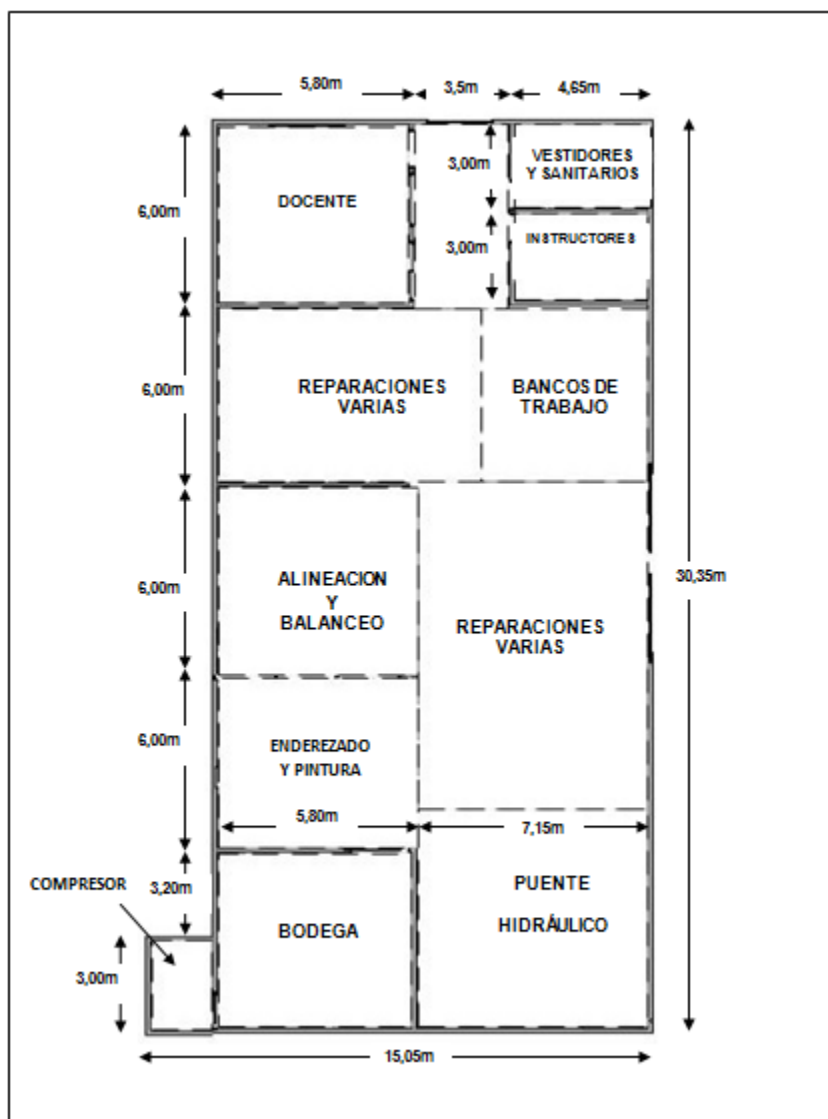 5,80m
3,5m
4,65m
3,00m
VESTIDORES
Y SANITARIOS
DOCENTE
6,00m
3,00m
INSTRUCTORES
6,00m
REPARACIONES
VARIAS
BANCOS DE
TRABAJO
6,00m
ALINEACION
Y
BALANCEO
30,35m
REPARACIONES
VARIAS
6,00m
ENDEREZADO
Y PINTURA
5,80m
7,15m
COMPRESOR
3,20m
PUENTE
HIDRÁULICO
BODEGA
3,00m
15,05m